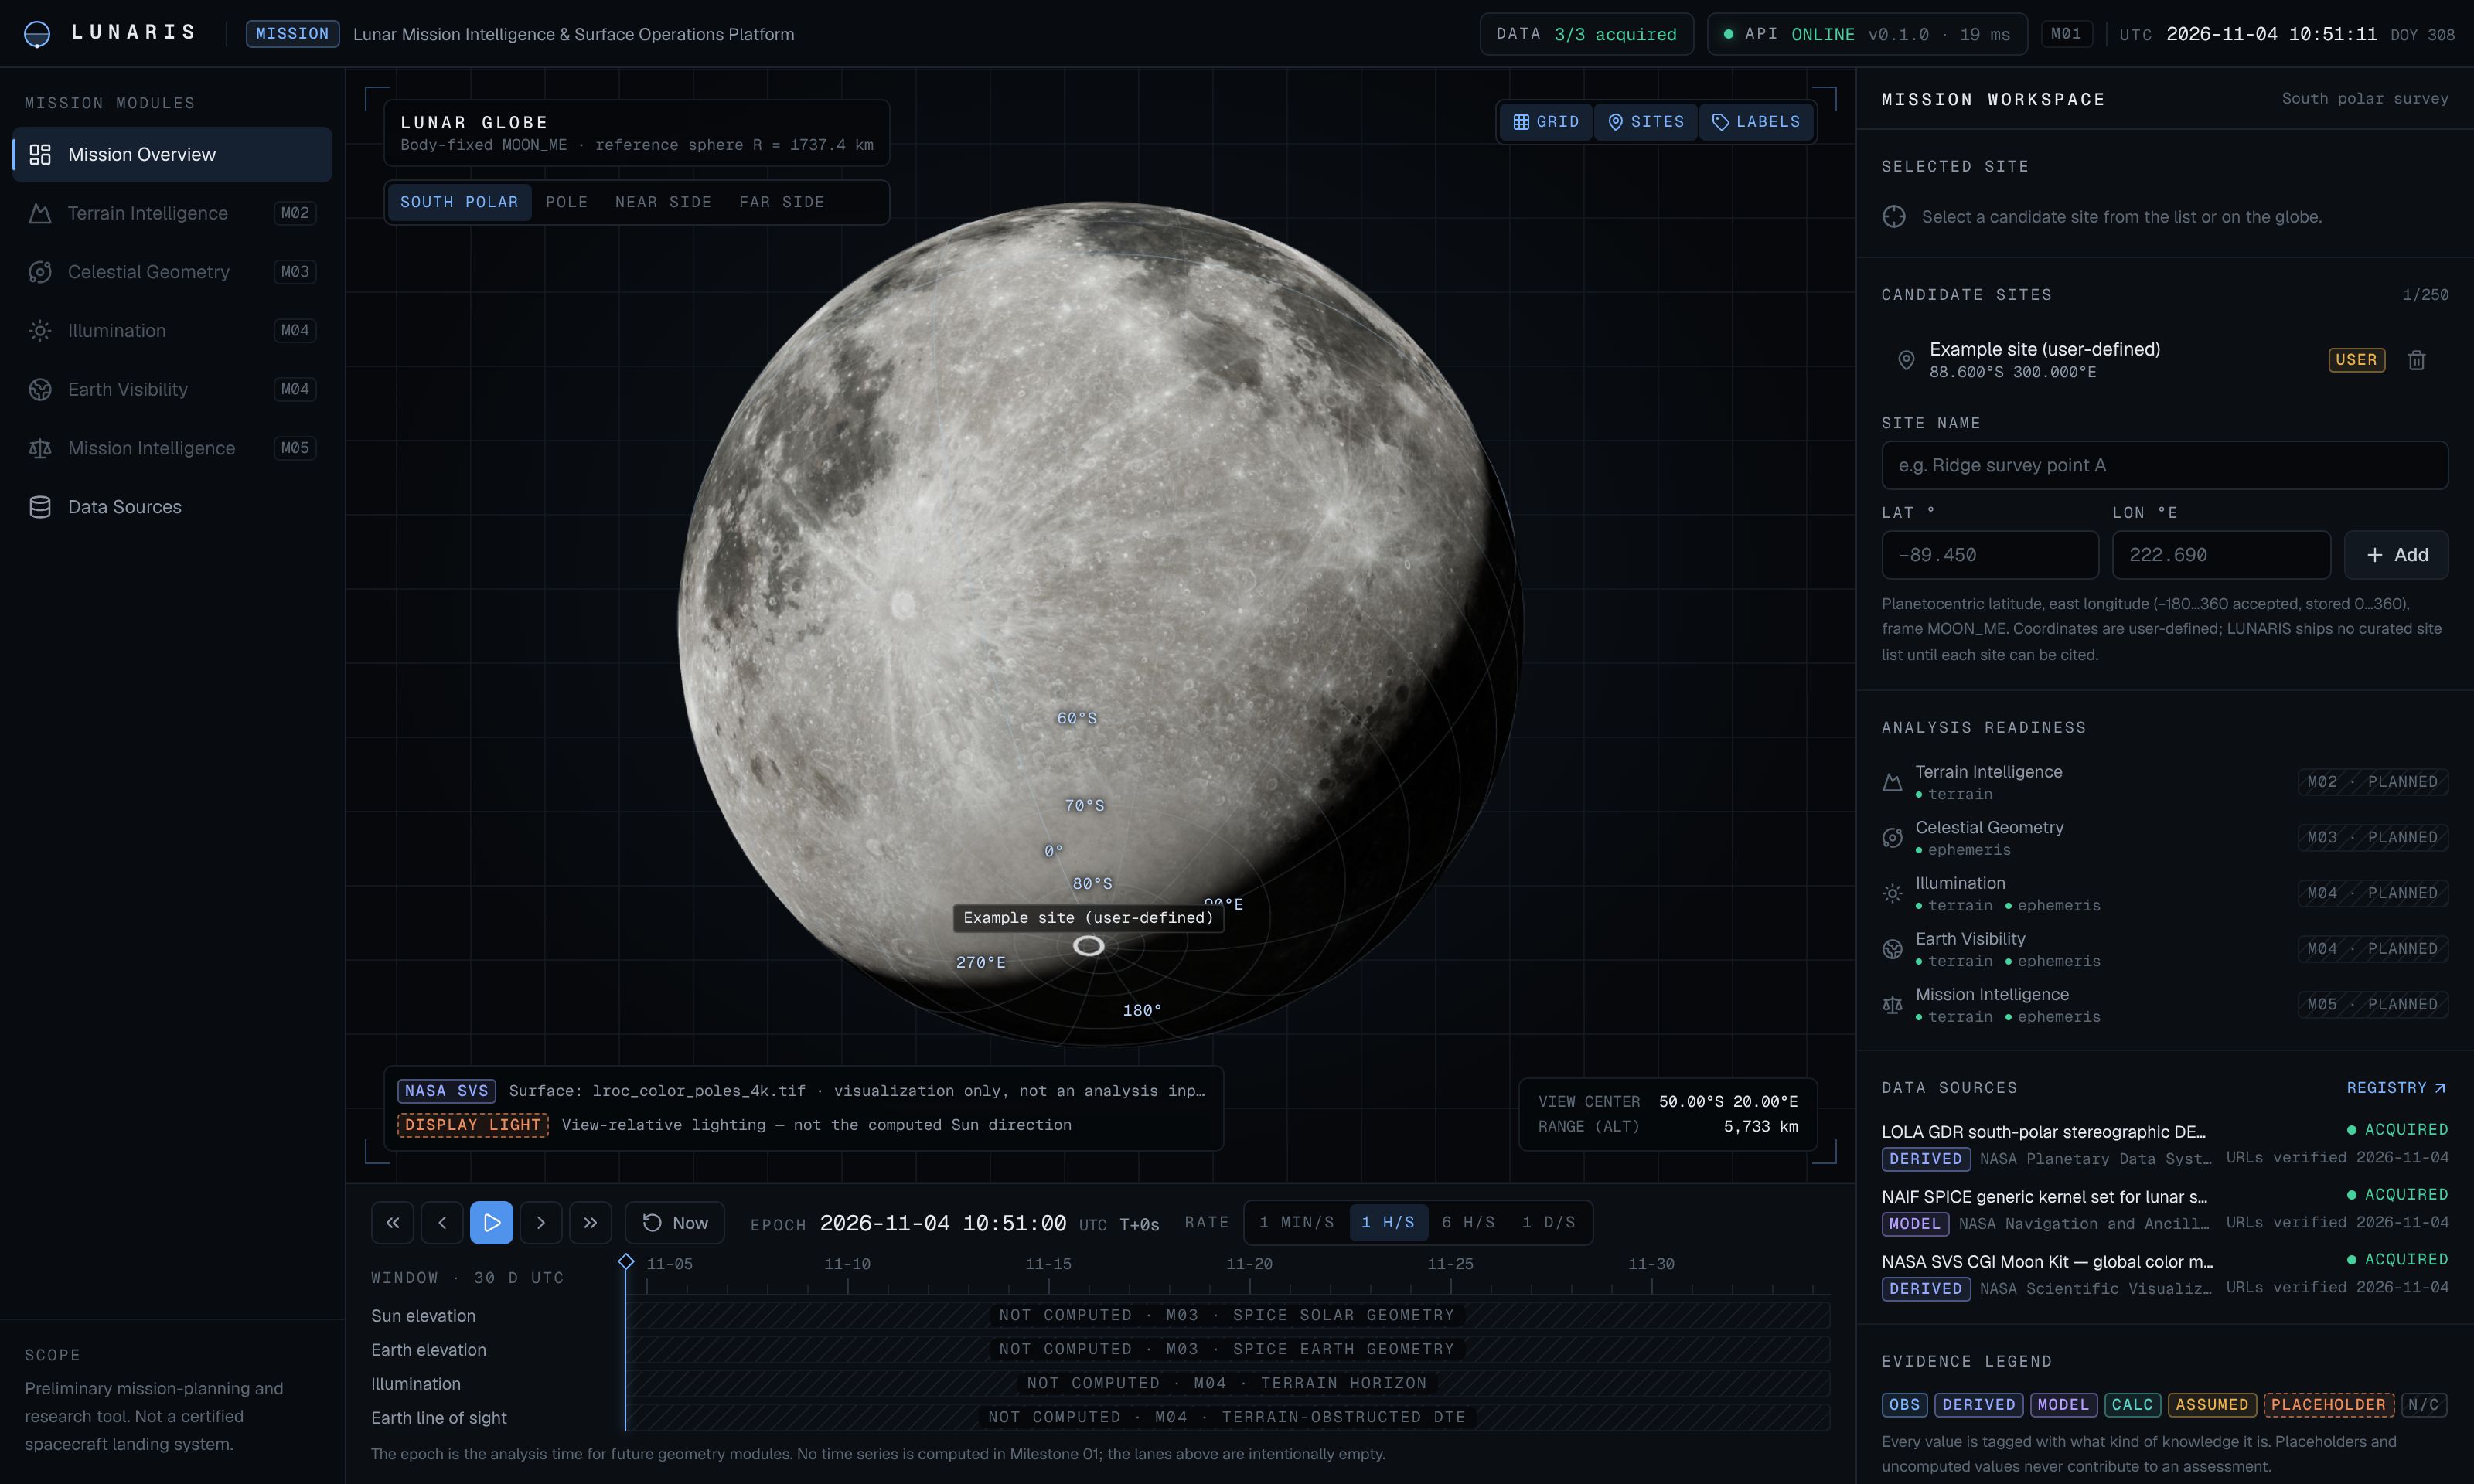 LUNARIS
MISSION
Lunar Mission Intelligence & Surface Operations Platform
DATA 3/3 acquired
API ONLINE v0.1.0 · 19 ms
M01
UTC 2026-11-04 10:51:11 DOY 308
MISSION MODULES
Mission Overview
Terrain Intelligence M02
Celestial Geometry M03
Illumination M04
Earth Visibility M04
Mission Intelligence M05
Data Sources
SCOPE
Preliminary mission-planning and
research tool. Not a certified
spacecraft landing system.
LUNAR GLOBE
Body-fixed MOON_ME · reference sphere R = 1737.4 km
SOUTH POLAR POLE NEAR SIDE FAR SIDE
GRID SITES LABELS
60°S
70°S
0°
80°S
90°E
Example site (user-defined)
270°E
180°
NASA SVS Surface: lroc_color_poles_4k.tif · visualization only, not an analysis inp…
DISPLAY LIGHT View-relative lighting — not the computed Sun direction
VIEW CENTER 50.00°S 20.00°E
RANGE (ALT) 5,733 km
Now
EPOCH 2026-11-04 10:51:00 UTC T+0s
RATE 1 MIN/S 1 H/S 6 H/S 1 D/S
WINDOW · 30 D UTC
11-05 11-10 11-15 11-20 11-25 11-30
Sun elevation NOT COMPUTED · M03 · SPICE SOLAR GEOMETRY
Earth elevation NOT COMPUTED · M03 · SPICE EARTH GEOMETRY
Illumination NOT COMPUTED · M04 · TERRAIN HORIZON
Earth line of sight NOT COMPUTED · M04 · TERRAIN-OBSTRUCTED DTE
The epoch is the analysis time for future geometry modules. No time series is computed in Milestone 01; the lanes above are intentionally empty.
MISSION WORKSPACE
South polar survey
SELECTED SITE
Select a candidate site from the list or on the globe.
CANDIDATE SITES 1/250
Example site (user-defined)
88.600°S 300.000°E
USER
SITE NAME
e.g. Ridge survey point A
LAT ° LON °E
−89.450 222.690 Add
Planetocentric latitude, east longitude (−180…360 accepted, stored 0…360),
frame MOON_ME. Coordinates are user-defined; LUNARIS ships no curated site
list until each site can be cited.
ANALYSIS READINESS
Terrain Intelligence
terrain
M02 · PLANNED
Celestial Geometry
ephemeris
M03 · PLANNED
Illumination
terrain ephemeris
M04 · PLANNED
Earth Visibility
terrain ephemeris
M04 · PLANNED
Mission Intelligence
terrain ephemeris
M05 · PLANNED
DATA SOURCES REGISTRY
LOLA GDR south-polar stereographic DE… ACQUIRED
DERIVED NASA Planetary Data Syst… URLs verified 2026-11-04
NAIF SPICE generic kernel set for lunar s… ACQUIRED
MODEL NASA Navigation and Ancill… URLs verified 2026-11-04
NASA SVS CGI Moon Kit — global color m… ACQUIRED
DERIVED NASA Scientific Visualiz… URLs verified 2026-11-04
EVIDENCE LEGEND
OBS DERIVED MODEL CALC ASSUMED PLACEHOLDER N/C
Every value is tagged with what kind of knowledge it is. Placeholders and
uncomputed values never contribute to an assessment.